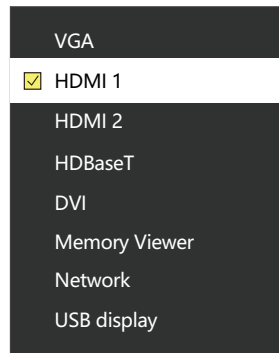 VGA
HDMI 1
HDMI 2
HDBaseT
DVI
Memory Viewer
Network
USB display